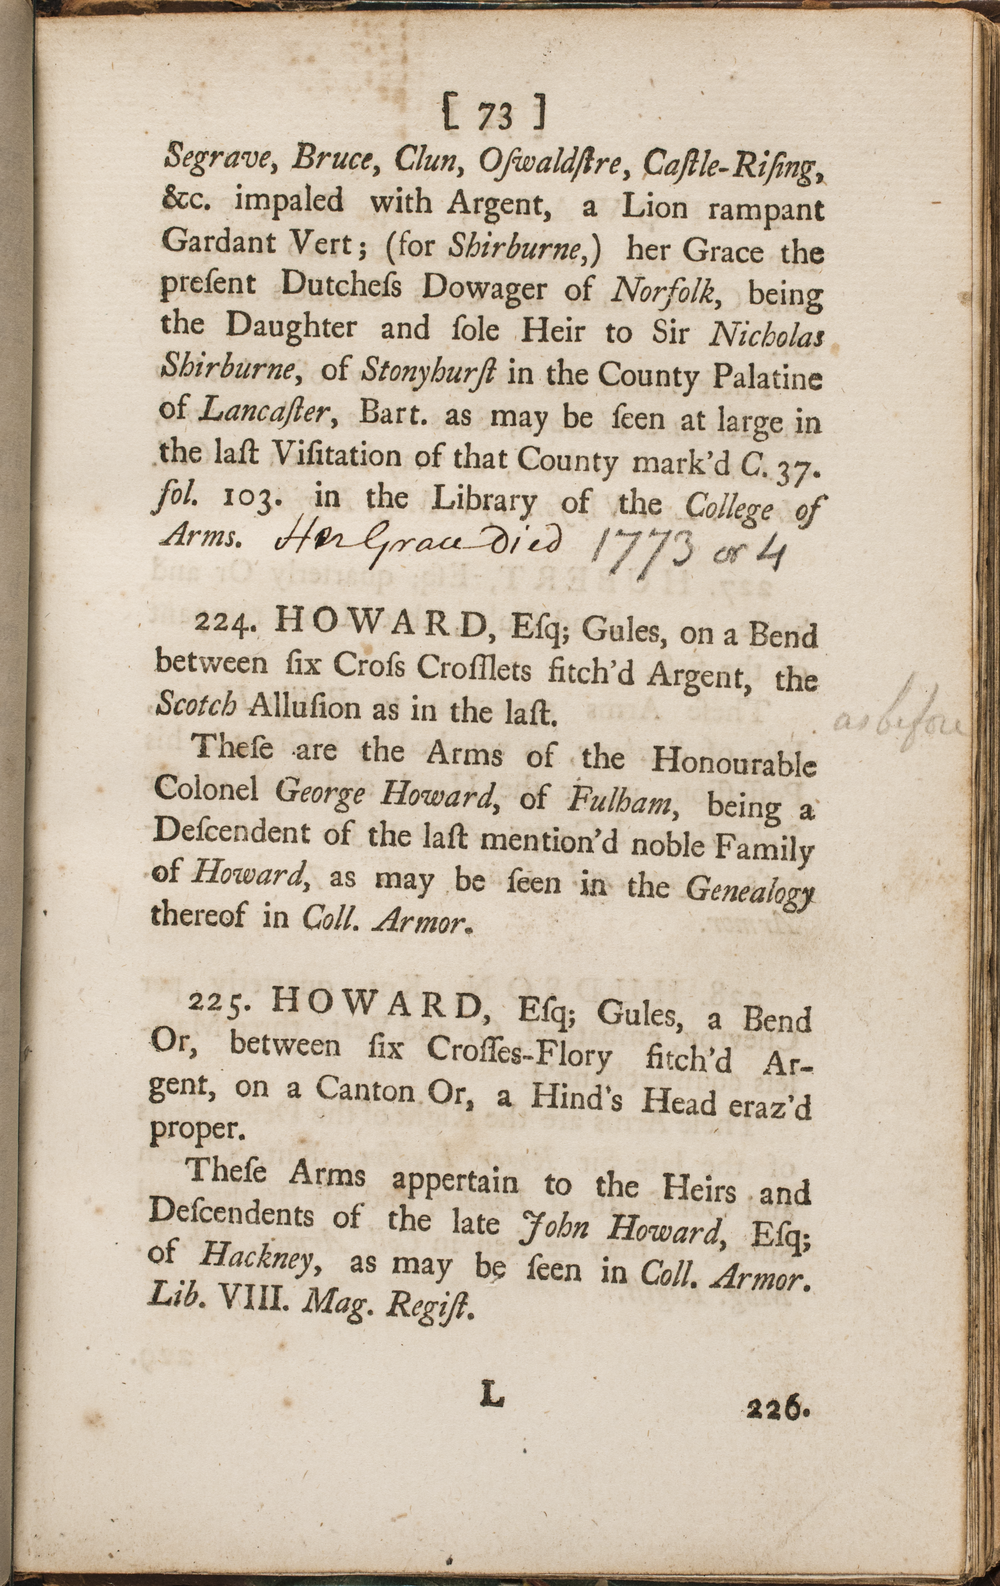 [ 73 ]
Segrave, Bruce, Clun, Oſwaldſtre, Caſtle-Riſing,
&c. impaled with Argent, a Lion rampant
Gardant Vert; (for Shirburne,) her Grace the
preſent Dutcheſs Dowager of Norfolk, being
the Daughter and ſole Heir to Sir Nicholas
Shirburne, of Stonyhurſt in the County Palatine
of Lancaſter, Bart. as may be ſeen at large in
the laſt Viſitation of that County mark'd C. 37.
fol. 103. in the Library of the College of
Arms. Her Grace Died 1773 or 4
224. HOWARD, Eſq; Gules, on a Bend
between ſix Croſs Croſſlets fitch'd Argent, the
Scotch Alluſion as in the laſt.
as before
Theſe are the Arms of the Honourable
Colonel George Howard, of Fulham, being a
Deſcendent of the laſt mention'd noble Family
of Howard, as may be ſeen in the Genealogy
thereof in Coll. Armor.
225. HOWARD, Eſq; Gules, a Bend
Or, between ſix Croſſes-Flory fitch'd Ar-
gent, on a Canton Or, a Hind's Head eraz'd
proper.
Theſe Arms appertain to the Heirs and
Deſcendents of the late John Howard, Eſq;
of Hackney, as may be ſeen in Coll. Armor.
Lib. VIII. Mag. Regiſt.
L
226.